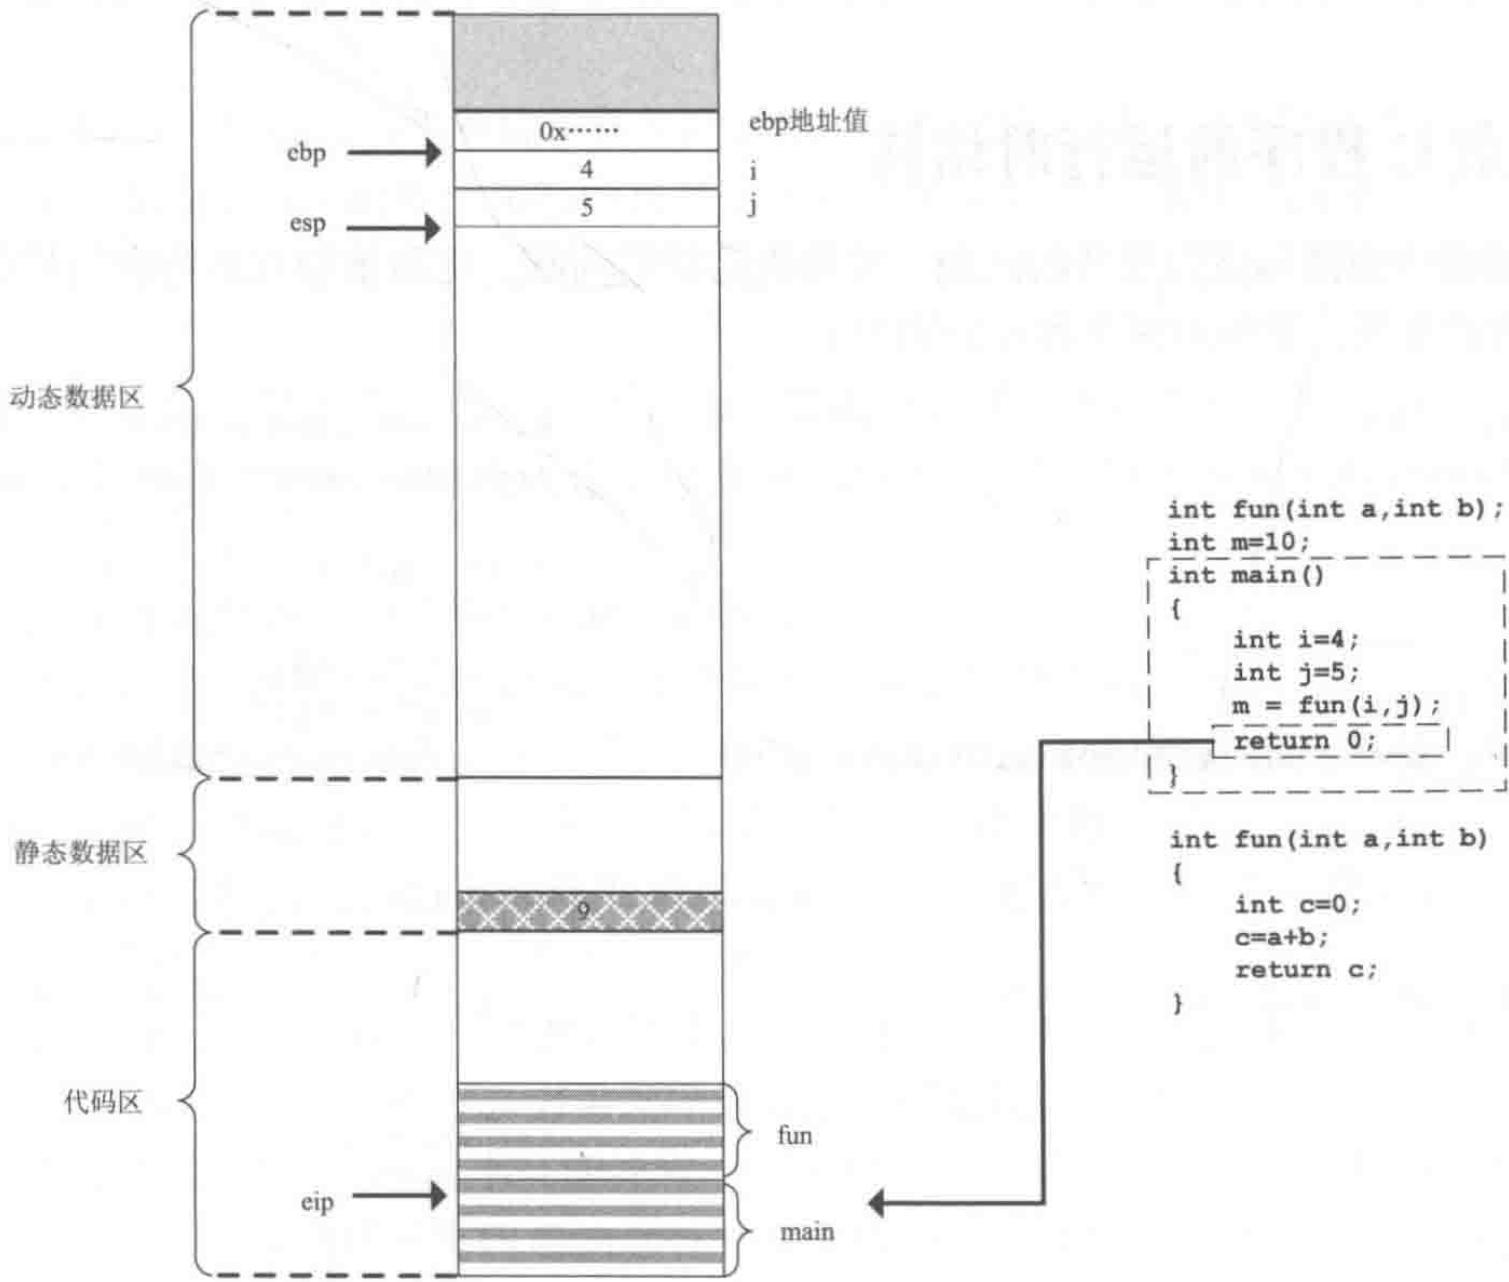 0x……
ebp地址值
ebp
4
i
5
j
esp
动态数据区
静态数据区
9
代码区
fun
eip
main
int fun(int a,int b);
int m=10;
int main()
{
int i=4;
int j=5;
m = fun(i,j);
return 0;
}
int fun(int a,int b)
{
int c=0;
c=a+b;
return c;
}